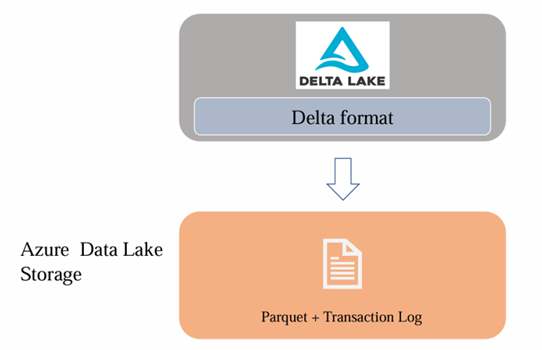 DELTA LAKE
Delta format
Azure Data Lake
Storage
Parquet + Transaction Log